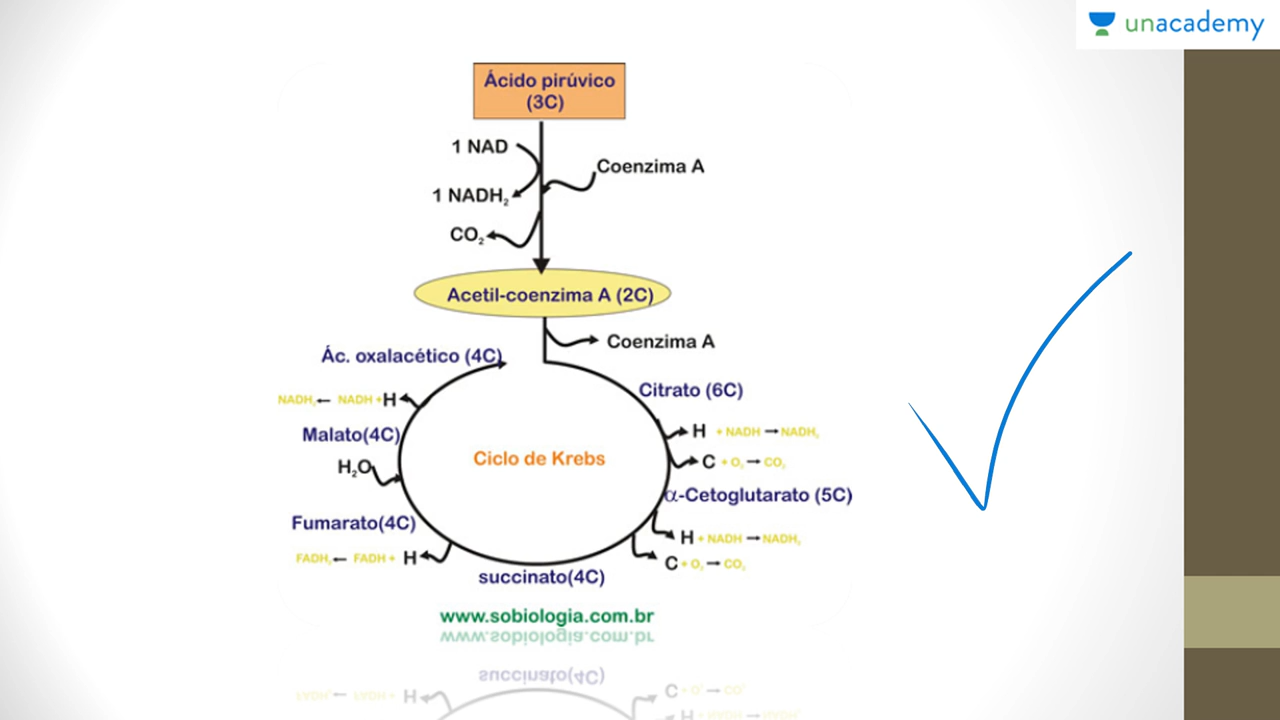 unacademy
Ácido pirúvico
(3C)
1 NAD
Coenzima A
1 NADH₂
CO₂
Acetil-coenzima A (2C)
Coenzima A
Ác. oxalacético (4C)
Citrato (6C)
NADH₂ ← NADH + H
H + NADH → NADH₂
Malato(4C)
C + O₂ → CO₂
Ciclo de Krebs
H₂O
α-Cetoglutarato (5C)
Fumarato(4C)
H + NADH → NADH₂
FADH₂ ← FADH + H
C + O₂ → CO₂
succinato(4C)
www.sobiologia.com.br